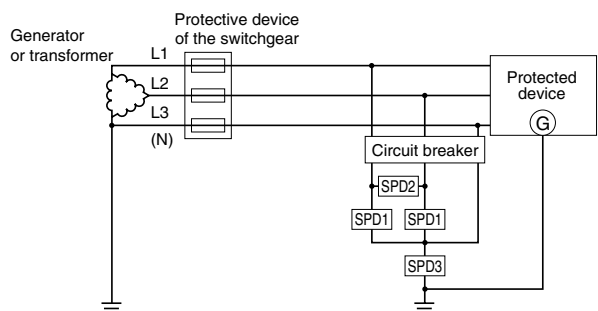 Generator
or transformer
Protective device
of the switchgear
L1
L2
L3
(N)
Protected
device
G
Circuit breaker
SPD2
SPD1
SPD1
SPD3